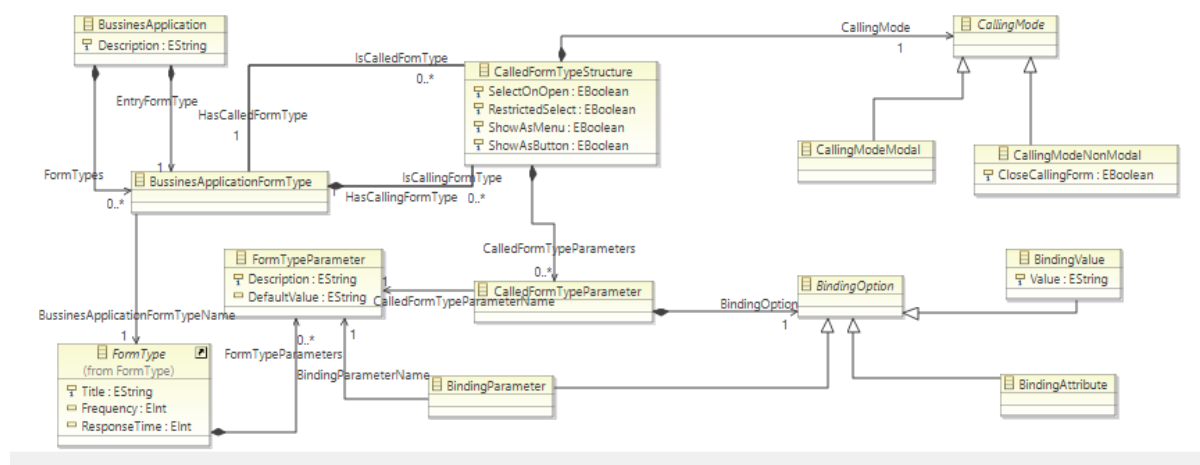 BussinesApplication
Description : EString
CallingMode
1
CallingMode
IsCalledFomType
0..*
CalledFormTypeStructure
SelectOnOpen : EBoolean
RestrictedSelect : EBoolean
ShowAsMenu : EBoolean
ShowAsButton : EBoolean
EntryFormType
HasCalledFormType
1
CallingModeModal
CallingModeNonModal
CloseCallingForm : EBoolean
FormTypes
0..*
1
BussinesApplicationFormType
1
IsCallingFormType
HasCallingFormType
0..*
CalledFormTypeParameters
0..*
FormTypeParameter
Description : EString
DefaultValue : EString
1
CalledFormTypeParameterName
CalledFormTypeParameter
BindingOption
1
BindingOption
BindingValue
Value : EString
BussinesApplicationFormTypeName
1
FormType
(from FormType)
Title : EString
Frequency : EInt
ResponseTime : EInt
0..*
FormTypeParameters
1
BindingParameterName
BindingParameter
BindingAttribute